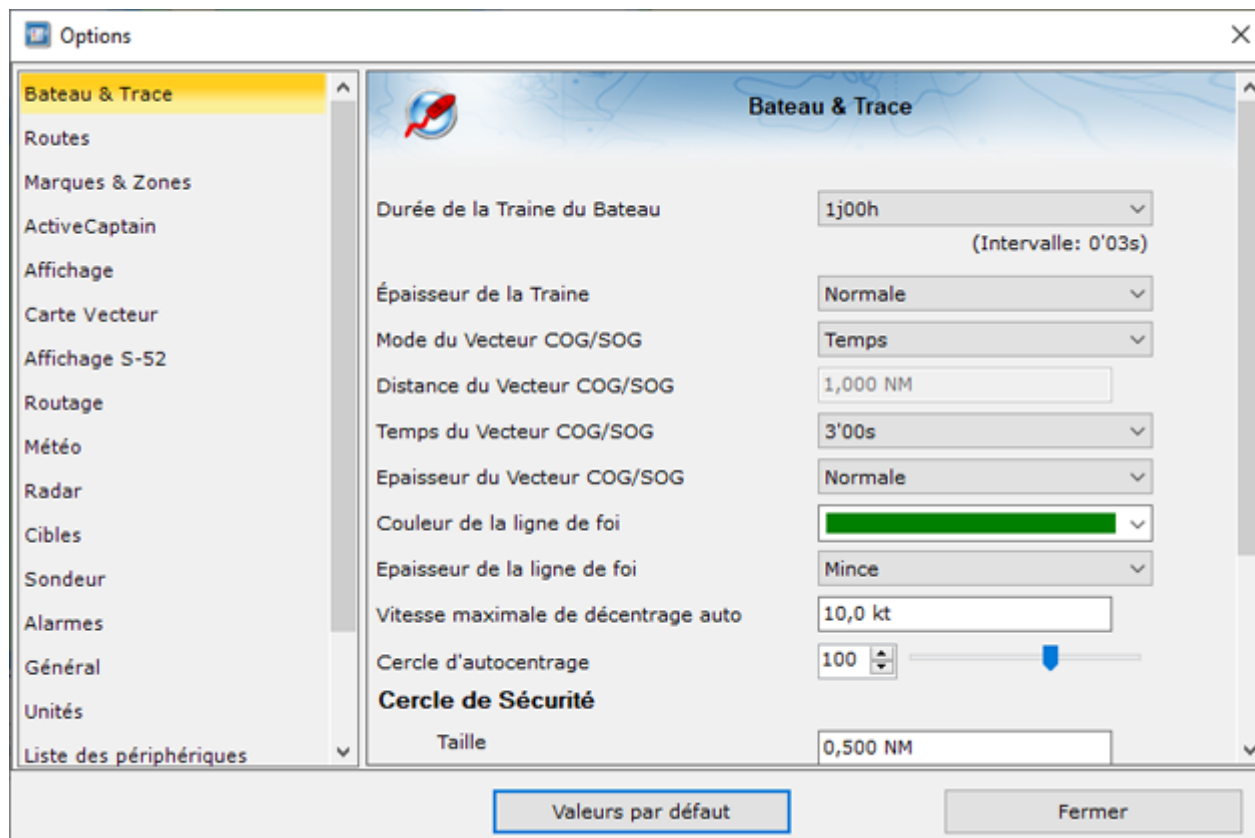 Options
Bateau & Trace
Routes
Marques & Zones
ActiveCaptain
Affichage
Carte Vecteur
Affichage S-52
Routage
Météo
Radar
Cibles
Sondeur
Alarmes
Général
Unités
Liste des périphériques
Bateau & Trace
Durée de la Traine du Bateau 1j00h
(Intervalle: 0'03s)
Épaisseur de la Traine Normale
Mode du Vecteur COG/SOG Temps
Distance du Vecteur COG/SOG 1,000 NM
Temps du Vecteur COG/SOG 3'00s
Epaisseur du Vecteur COG/SOG Normale
Couleur de la ligne de foi
Epaisseur de la ligne de foi Mince
Vitesse maximale de décentrage auto 10,0 kt
Cercle d'autocentrage 100
Cercle de Sécurité
Taille 0,500 NM
Valeurs par défaut Fermer